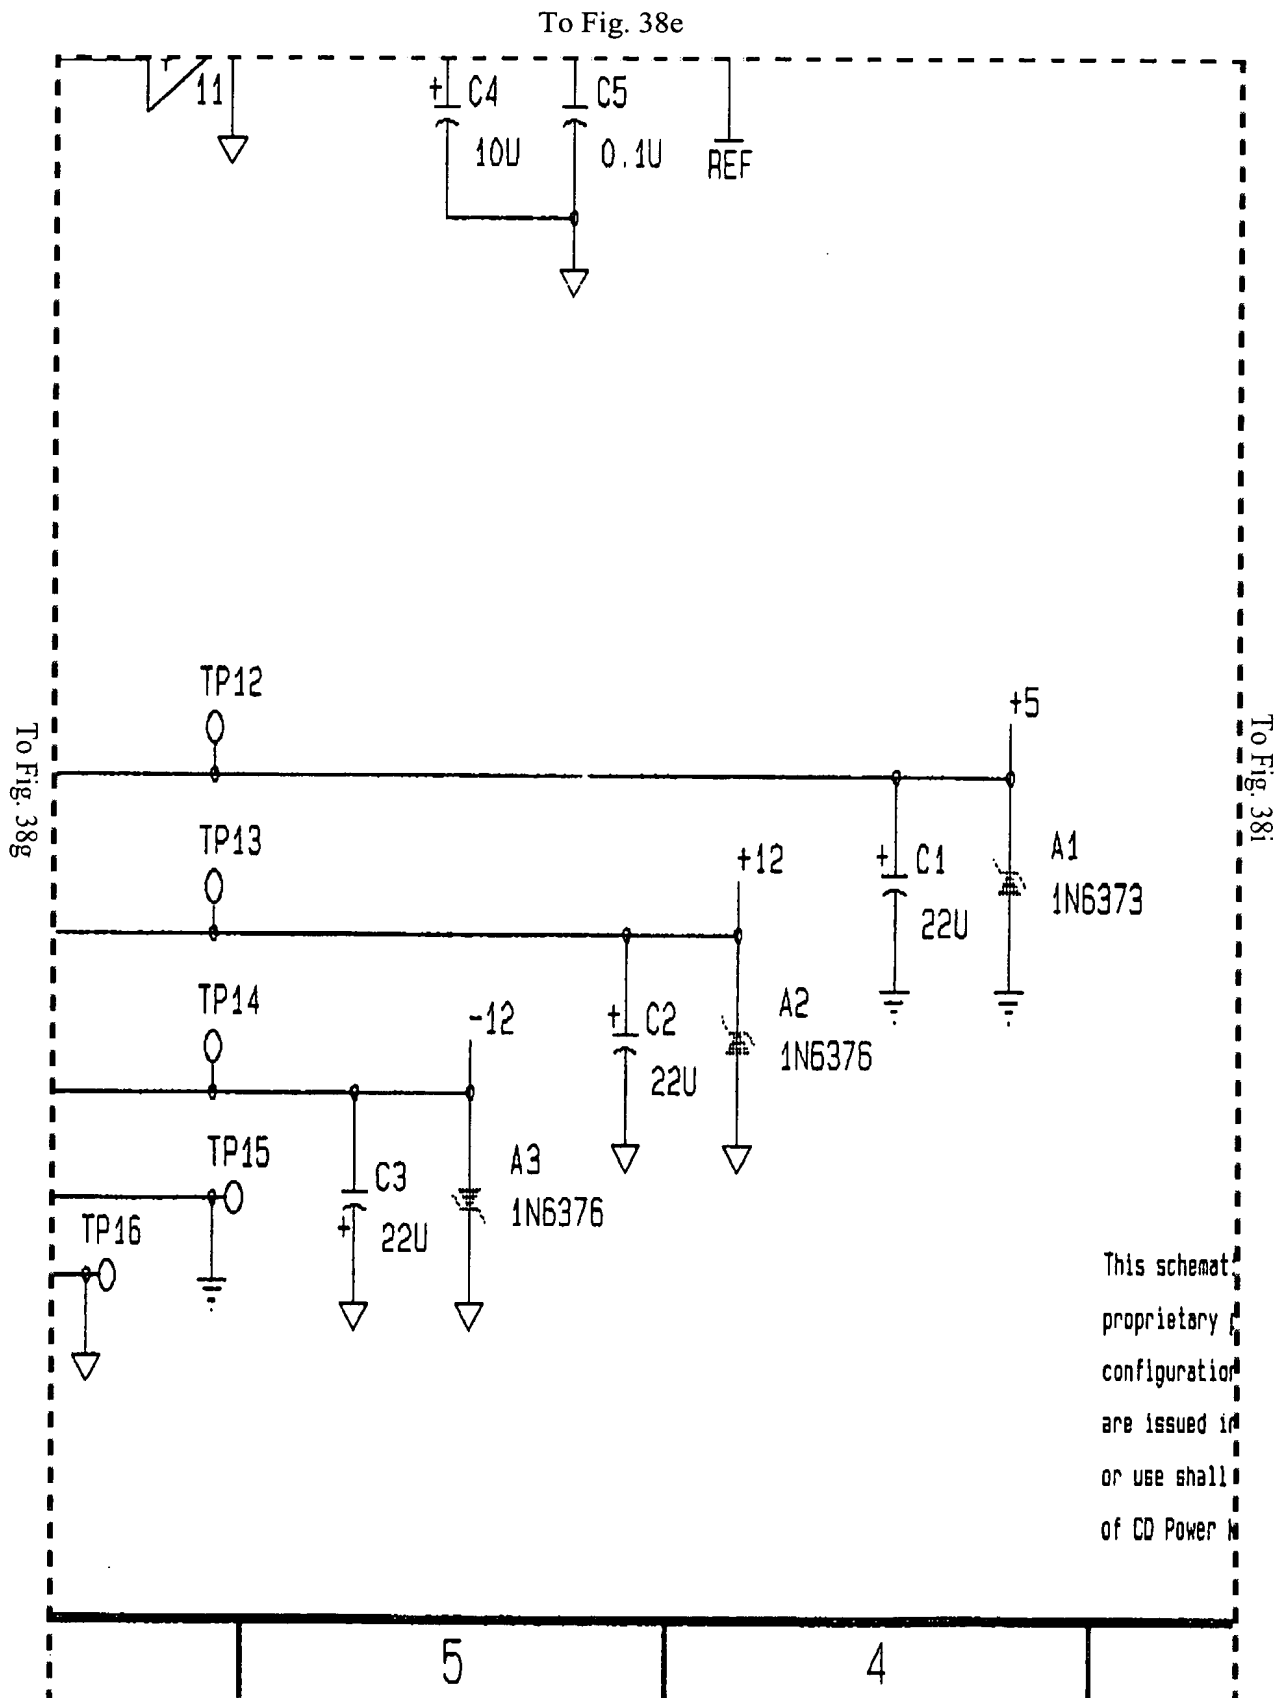 To Fig. 38e
11
+ C4
10U
+ C5
0.1U
REF
TP12
+5
To Fig. 38g
To Fig. 38i
TP13
+12
+ C1
22U
A1
1N6373
TP14
-12
+ C2
22U
A2
1N6376
TP15
C3
+ 22U
A3
1N6376
TP16
This schemat
proprietary
configuration
are issued in
or use shall
of CD Power
5
4